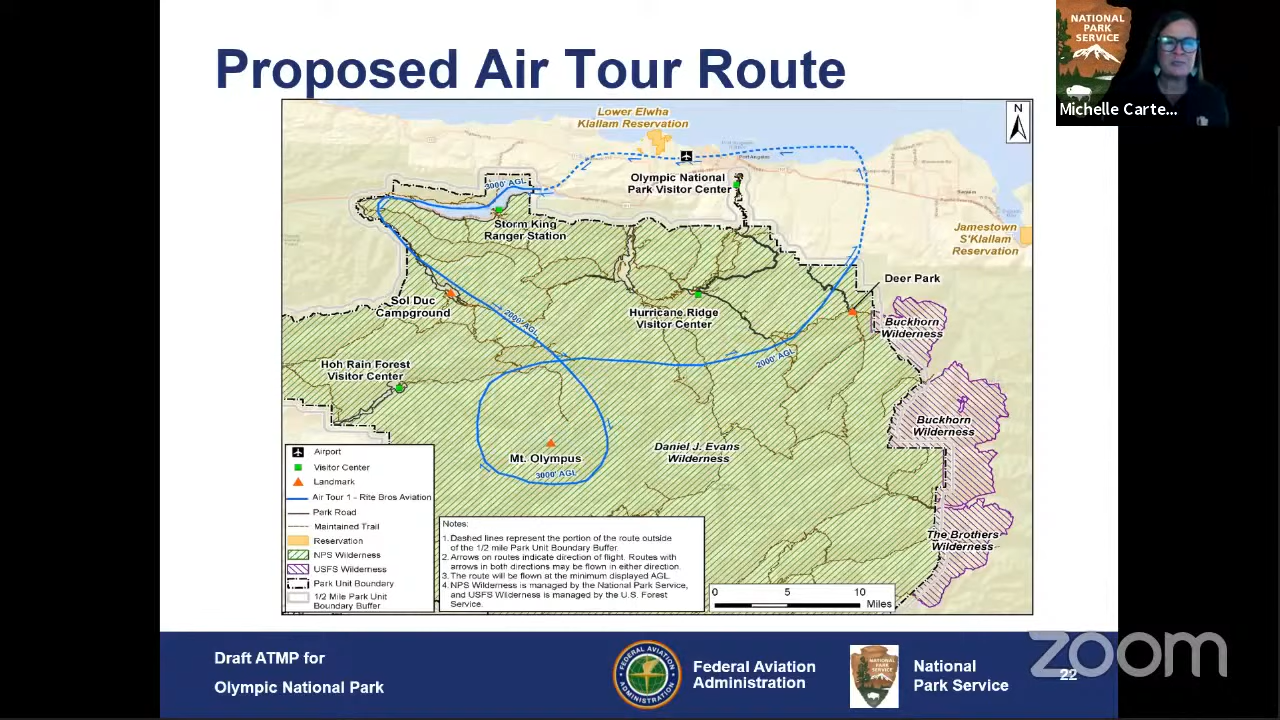 Proposed Air Tour Route
NATIONAL
PARK
SERVICE
Michelle Carte...
N
Lower Elwha
Klallam Reservation
Olympic National
Park Visitor Center
3000' AGL
Storm King
Ranger Station
Jamestown
S'Klallam
Reservation
Deer Park
Sol Duc
Campground
2000' AGL
Hurricane Ridge
Visitor Center
2000' AGL
Buckhorn
Wilderness
Hoh Rain Forest
Visitor Center
Buckhorn
Wilderness
Mt. Olympus
3000' AGL
Daniel J. Evans
Wilderness
The Brothers
Wilderness
Airport
Visitor Center
Landmark
Air Tour 1 - Rite Bros Aviation
Park Road
Maintained Trail
Reservation
NPS Wilderness
USFS Wilderness
Park Unit Boundary
1/2 Mile Park Unit
Boundary Buffer
Notes:
1. Dashed lines represent the portion of the route outside
of the 1/2 mile Park Unit Boundary Buffer.
2. Arrows on routes indicate direction of flight. Routes with
arrows in both directions may be flown in either direction.
3. The route will be flown at the minimum displayed AGL.
4. NPS Wilderness is managed by the National Park Service,
and USFS Wilderness is managed by the U.S. Forest
Service.
0 5 10
Miles
Draft ATMP for
Olympic National Park
FEDERAL AVIATION
ADMINISTRATION
Federal Aviation
Administration
NATIONAL
PARK
SERVICE
National
Park Service
22
zoom